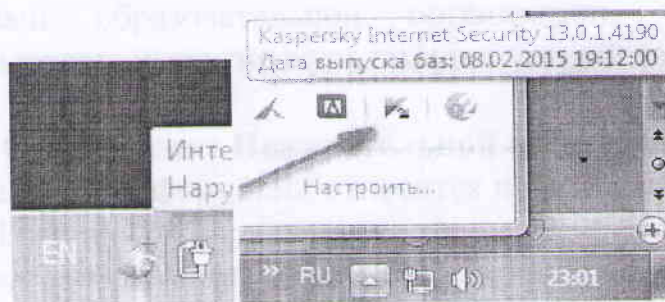 Kaspersky Internet Security 13.0.1.4190
Дата выпуска баз: 08.02.2015 19:12:00
Инте
Нару
Настроить...
EN
RU
23:01